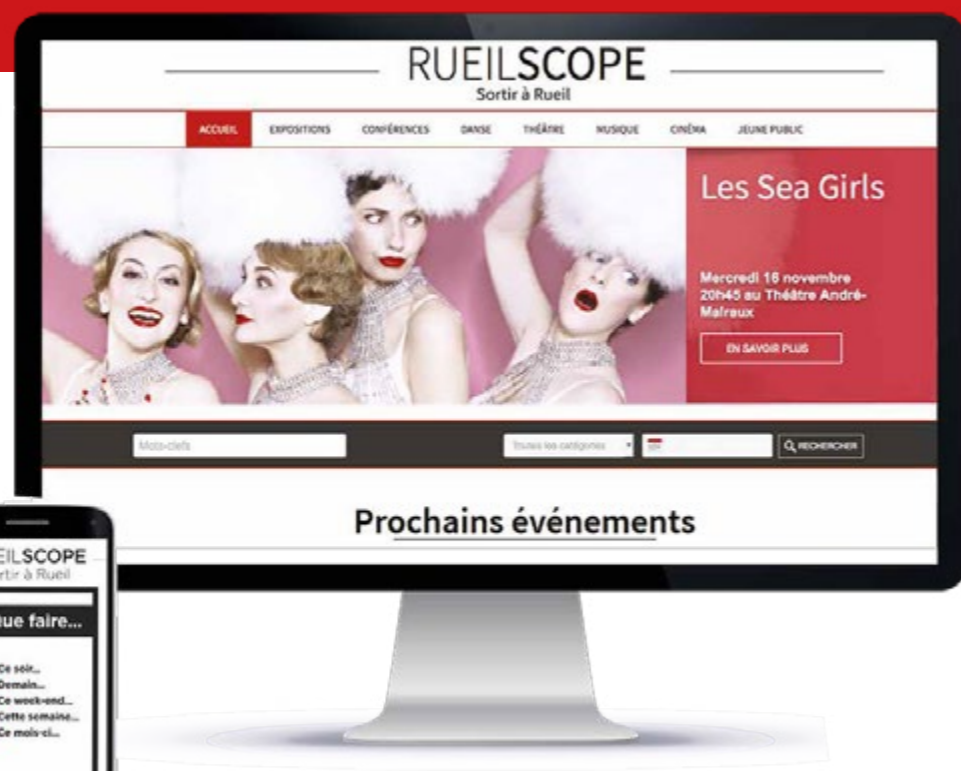 RUEILSCOPE
Sortir à Rueil
ACCUEIL EXPOSITIONS CONFÉRENCES DANSE THÉÂTRE MUSIQUE CINÉMA JEUNE PUBLIC
Les Sea Girls
Mercredi 16 novembre
20h45 au Théâtre André-
Malraux
EN SAVOIR PLUS
Mots-clefs Toutes les catégories RECHERCHER
Prochains événements
EILSCOPE
rtir à Rueil
ue faire...
Ce soir...
Demain...
Ce week-end...
Cette semaine...
Ce mois-ci...